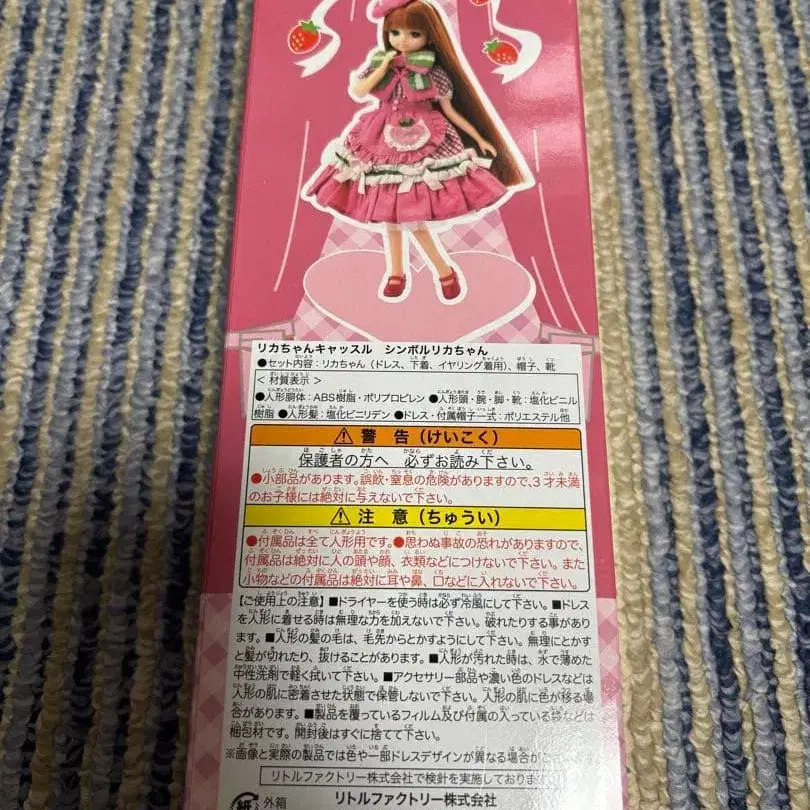 リカちゃんキャッスル シンボルリカちゃん
●セット内容：リカちゃん（ドレス、下着、イヤリング着用）、帽子、靴
＜材質表示＞
●人形胴体：ABS樹脂・ポリプロピレン ●人形頭・腕・脚・靴：塩化ビニル
樹脂 ●人形髪：塩化ビニリデン ●ドレス・付属帽子一式：ポリエステル他
⚠警告（けいこく）
保護者の方へ 必ずお読み下さい。
●小部品があります。誤飲・窒息の危険がありますので、3才未満
のお子様には絶対に与えないで下さい。
⚠注意（ちゅうい）
●付属品は全て人形用です。●思わぬ事故の恐れがありますので、
付属品は絶対に人の頭や顔、衣類などにつけないで下さい。また
小物などの付属品は絶対に耳や鼻、口などに入れないで下さい。
【ご使用上の注意】■ドライヤーを使う時は必ず冷風にして下さい。■ドレス
を人形に着せる時は無理な力を加えないで下さい。破れたりする事があ
ります。■人形の髪の毛は、毛先からとかすようにして下さい。無理にとかす
と髪が切れたり、抜けることがあります。■人形が汚れた時は、水で薄めた
中性洗剤で軽く拭いて下さい。■アクセサリー部品や濃い色のドレスなどは
人形の肌に密着させた状態で保管しないで下さい。人形の肌に色が移る場
合があります。■製品を覆っているフィルム及び付属の入っている袋などは
梱包材です。開封後はすぐに捨てて下さい。
※画像と実際の製品では色や一部ドレスデザインが異なる場合がござい
リトルファクトリー株式会社で検針を実施しております
紙 外箱
リトルファクトリー株式会社